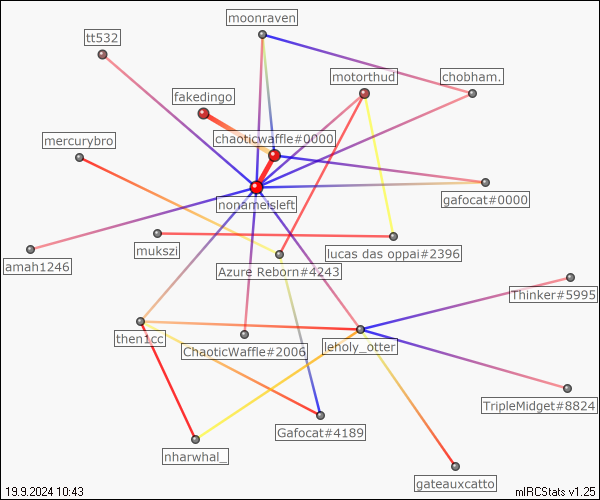 moonraven
tt532
motorthud
chobham.
fakedingo
mercurybro
chaoticwaffle#0000
gafocat#0000
nonameisleft
mukszi
lucas das oppai#2396
amah1246
Azure Reborn#4243
Thinker#5995
then1cc
ChaoticWaffle#2006
leholy_otter
TripleMidget#8824
Gafocat#4189
nharwhal_
gateauxcatto
19.9.2024 10:43
mIRCStats v1.25